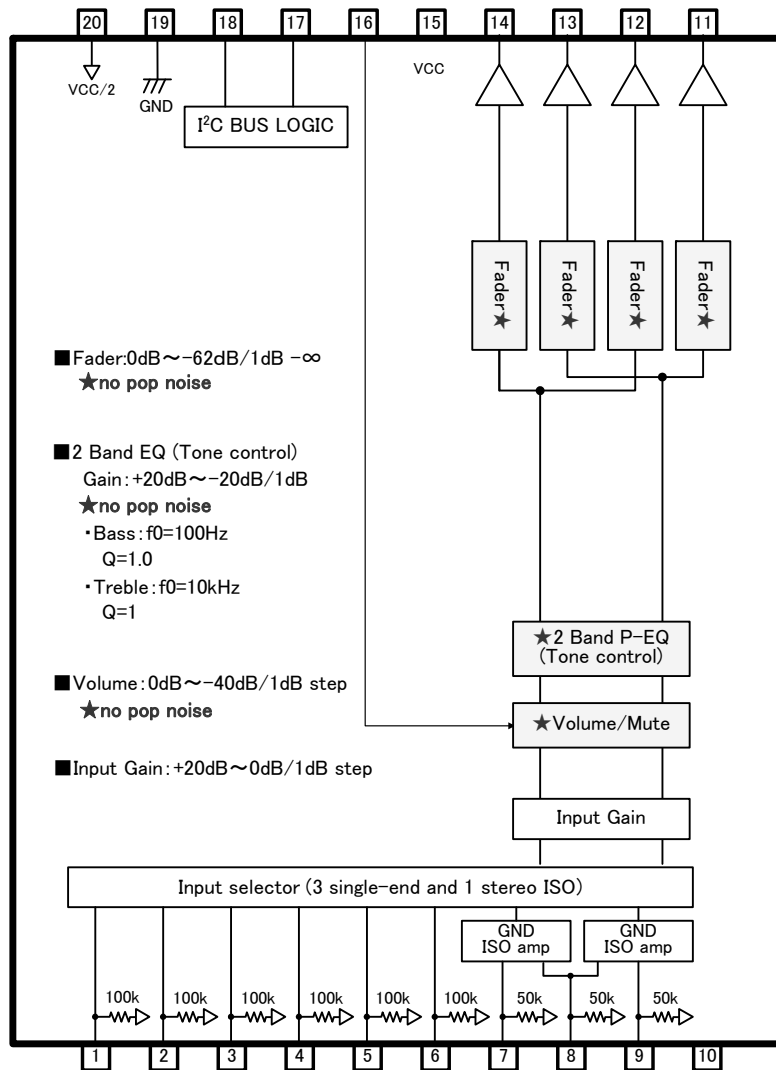 20 19 18 17 16 15 14 13 12 11
VCC/2
GND
VCC
I²C BUS LOGIC
Fader★ Fader★ Fader★ Fader★
■Fader:0dB～-62dB/1dB -∞
★no pop noise
■2 Band EQ (Tone control)
Gain:+20dB～-20dB/1dB
★no pop noise
・Bass:f0=100Hz
Q=1.0
・Treble:f0=10kHz
Q=1
★2 Band P-EQ
(Tone control)
■Volume:0dB～-40dB/1dB step
★no pop noise
★Volume/Mute
■Input Gain:+20dB～0dB/1dB step
Input Gain
Input selector (3 single-end and 1 stereo ISO)
GND
ISO amp
GND
ISO amp
100k 100k 100k 100k 100k 100k 50k 50k 50k
1 2 3 4 5 6 7 8 9 10